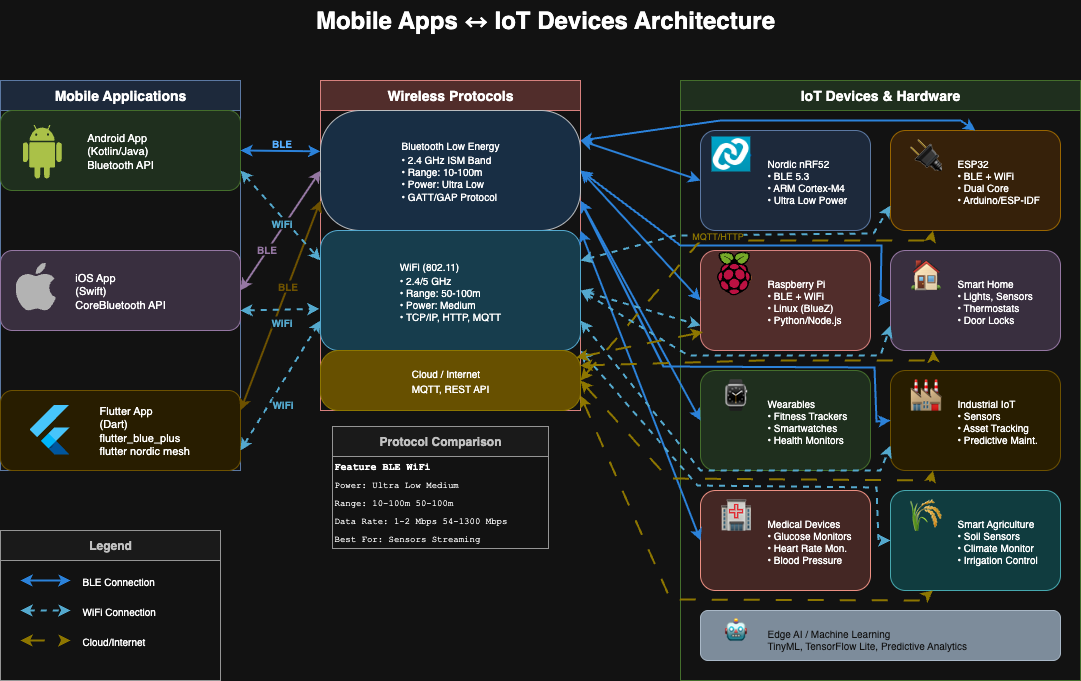 Mobile Apps ↔ IoT Devices Architecture
Mobile Applications
Android App
(Kotlin/Java)
Bluetooth API
iOS App
(Swift)
CoreBluetooth API
Flutter App
(Dart)
flutter_blue_plus
flutter nordic mesh
BLE
WiFi
BLE
BLE
WiFi
WiFi
Wireless Protocols
Bluetooth Low Energy
• 2.4 GHz ISM Band
• Range: 10-100m
• Power: Ultra Low
• GATT/GAP Protocol
WiFi (802.11)
• 2.4/5 GHz
• Range: 50-100m
• Power: Medium
• TCP/IP, HTTP, MQTT
Cloud / Internet
MQTT, REST API
Protocol Comparison
Feature BLE WiFi
Power: Ultra Low Medium
Range: 10-100m 50-100m
Data Rate: 1-2 Mbps 54-1300 Mbps
Best For: Sensors Streaming
MQTT/HTTP
IoT Devices & Hardware
Nordic nRF52
• BLE 5.3
• ARM Cortex-M4
• Ultra Low Power
ESP32
• BLE + WiFi
• Dual Core
• Arduino/ESP-IDF
Raspberry Pi
• BLE + WiFi
• Linux (BlueZ)
• Python/Node.js
Smart Home
• Lights, Sensors
• Thermostats
• Door Locks
Wearables
• Fitness Trackers
• Smartwatches
• Health Monitors
Industrial IoT
• Sensors
• Asset Tracking
• Predictive Maint.
Medical Devices
• Glucose Monitors
• Heart Rate Mon.
• Blood Pressure
Smart Agriculture
• Soil Sensors
• Climate Monitor
• Irrigation Control
Edge AI / Machine Learning
TinyML, TensorFlow Lite, Predictive Analytics
Legend
BLE Connection
WiFi Connection
Cloud/Internet